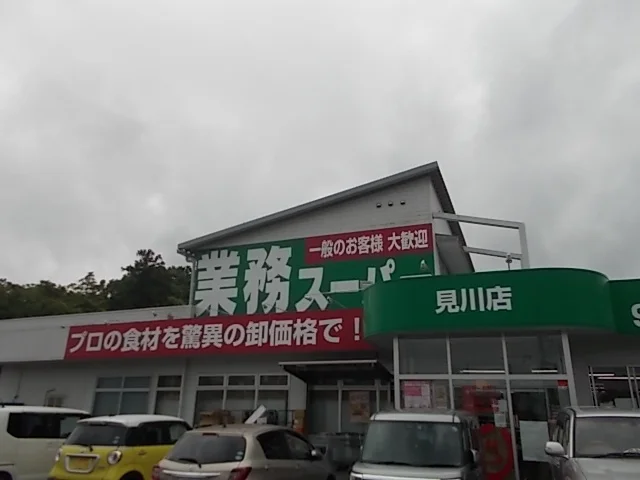 一般のお客様 大歓迎
業務スーパー
プロの食材を驚異の卸価格で!
見川店
S